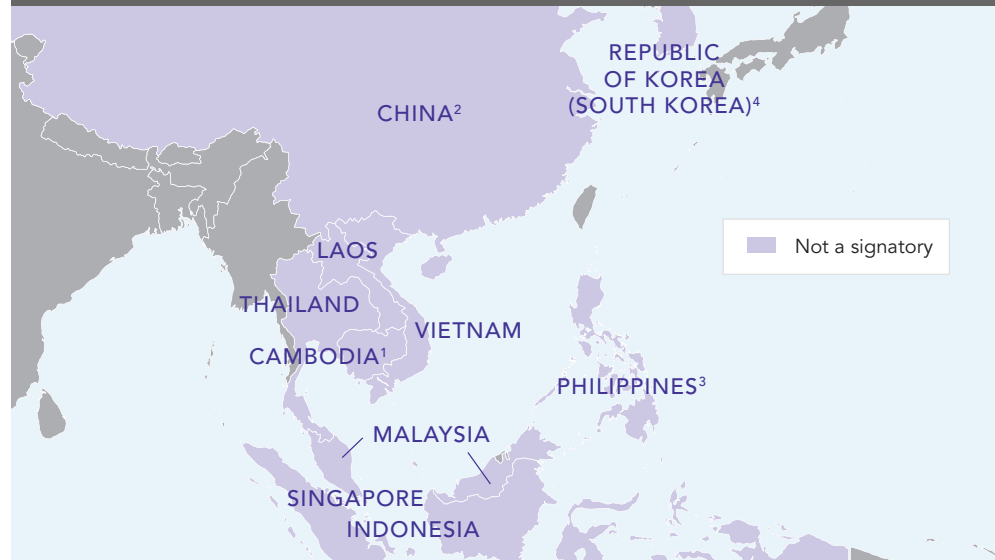 REPUBLIC
OF KOREA
(SOUTH KOREA)⁴
CHINA²
Not a signatory
LAOS
THAILAND
VIETNAM
CAMBODIA¹
PHILIPPINES³
MALAYSIA
SINGAPORE
INDONESIA